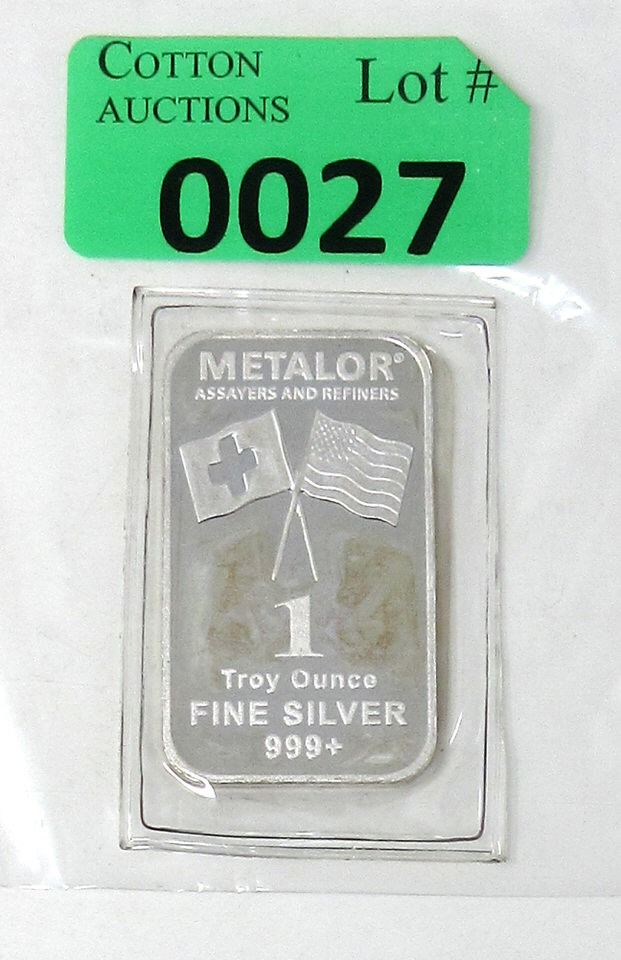 COTTON
AUCTIONS
Lot #
0027
METALOR®
ASSAYERS AND REFINERS
1
Troy Ounce
FINE SILVER
999+